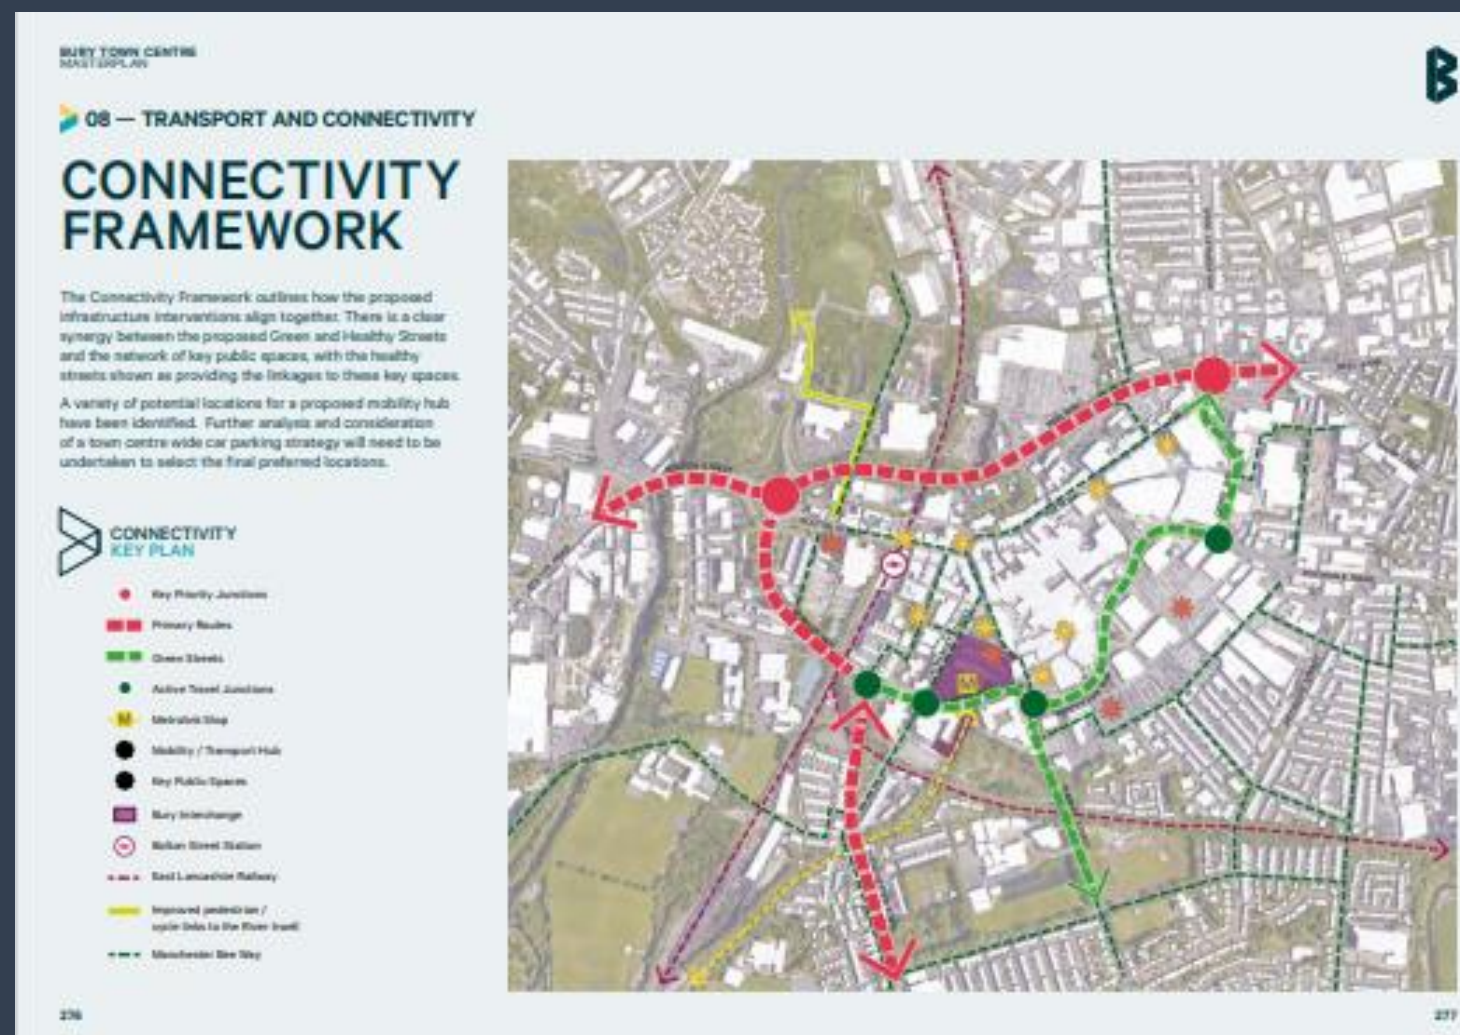 BURY TOWN CENTRE
MASTERPLAN
B
08 — TRANSPORT AND CONNECTIVITY
CONNECTIVITY
FRAMEWORK
The Connectivity Framework outlines how the proposed
infrastructure interventions align together. There is a clear
synergy between the proposed Green and Healthy Streets
and the network of key public spaces, with the healthy
streets shown as providing the linkages to these key spaces.
A variety of potential locations for a proposed mobility hub
have been identified. Further analysis and consideration
of a town centre wide car parking strategy will need to be
undertaken to select the final preferred locations.
CONNECTIVITY
KEY PLAN
Key Priority Junctions
Primary Routes
Green Streets
Active Travel Junctions
M
Metrolink Stop
Mobility / Transport Hub
Key Public Spaces
Bury Interchange
Bolton Street Station
East Lancashire Railway
Improved pedestrian /
cycle links to the River Irwell
Manchester Bee Way
M
276
277